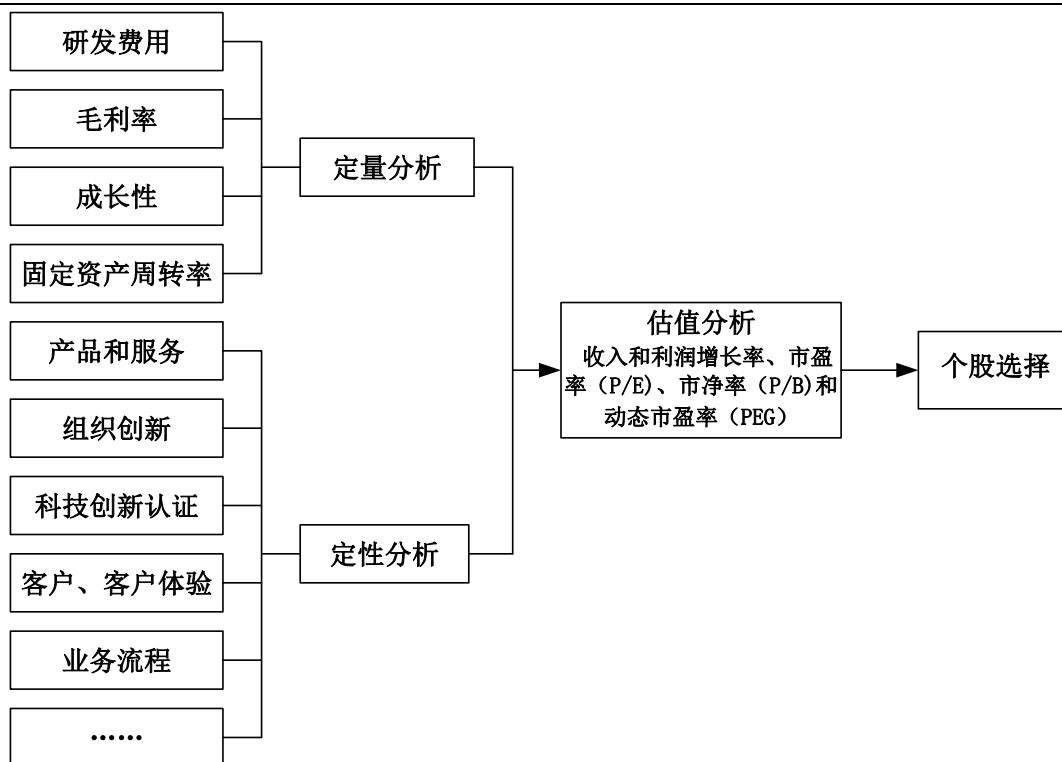 研发费用
毛利率
成长性
固定资产周转率
产品和服务
组织创新
科技创新认证
客户、客户体验
业务流程
……
定量分析
定性分析
估值分析
收入和利润增长率、市盈
率（P/E）、市净率（P/B)和
动态市盈率（PEG）
个股选择